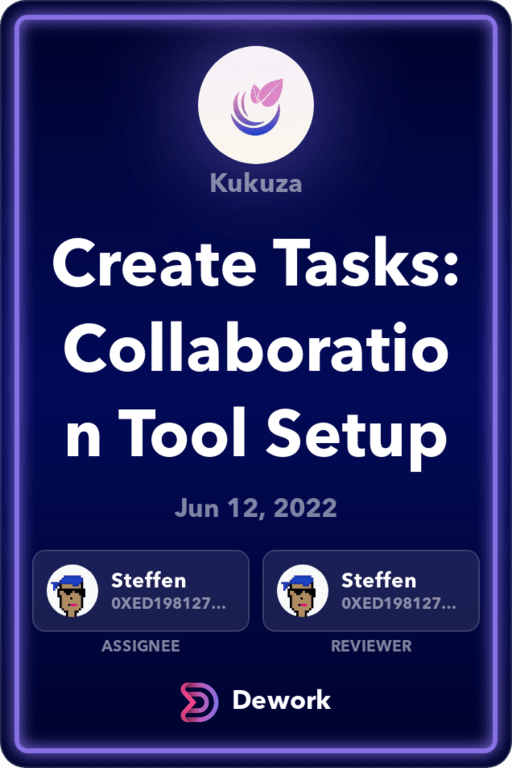 Kukuza
Create Tasks:
Collaboratio
n Tool Setup
Jun 12, 2022
Steffen
0XED198127...
ASSIGNEE
Steffen
0XED198127...
REVIEWER
Dework